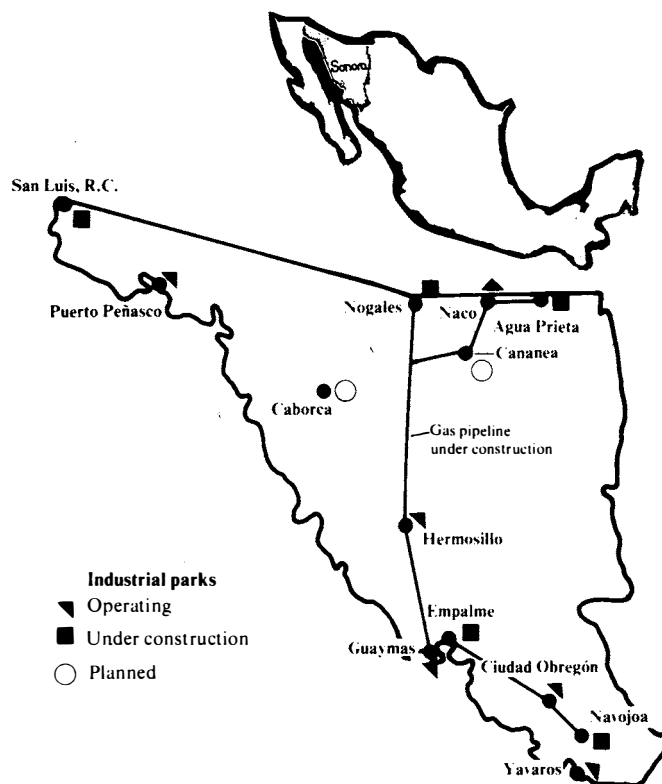 Sonora
San Luis, R.C.
Puerto Peñasco
Nogales
Naco
Agua Prieta
Cananea
Caborca
Gas pipeline
under construction
Hermosillo
Industrial parks
Operating
Under construction
Planned
Empalme
Guaymas
Ciudad Obregón
Navojoa
Yavaros